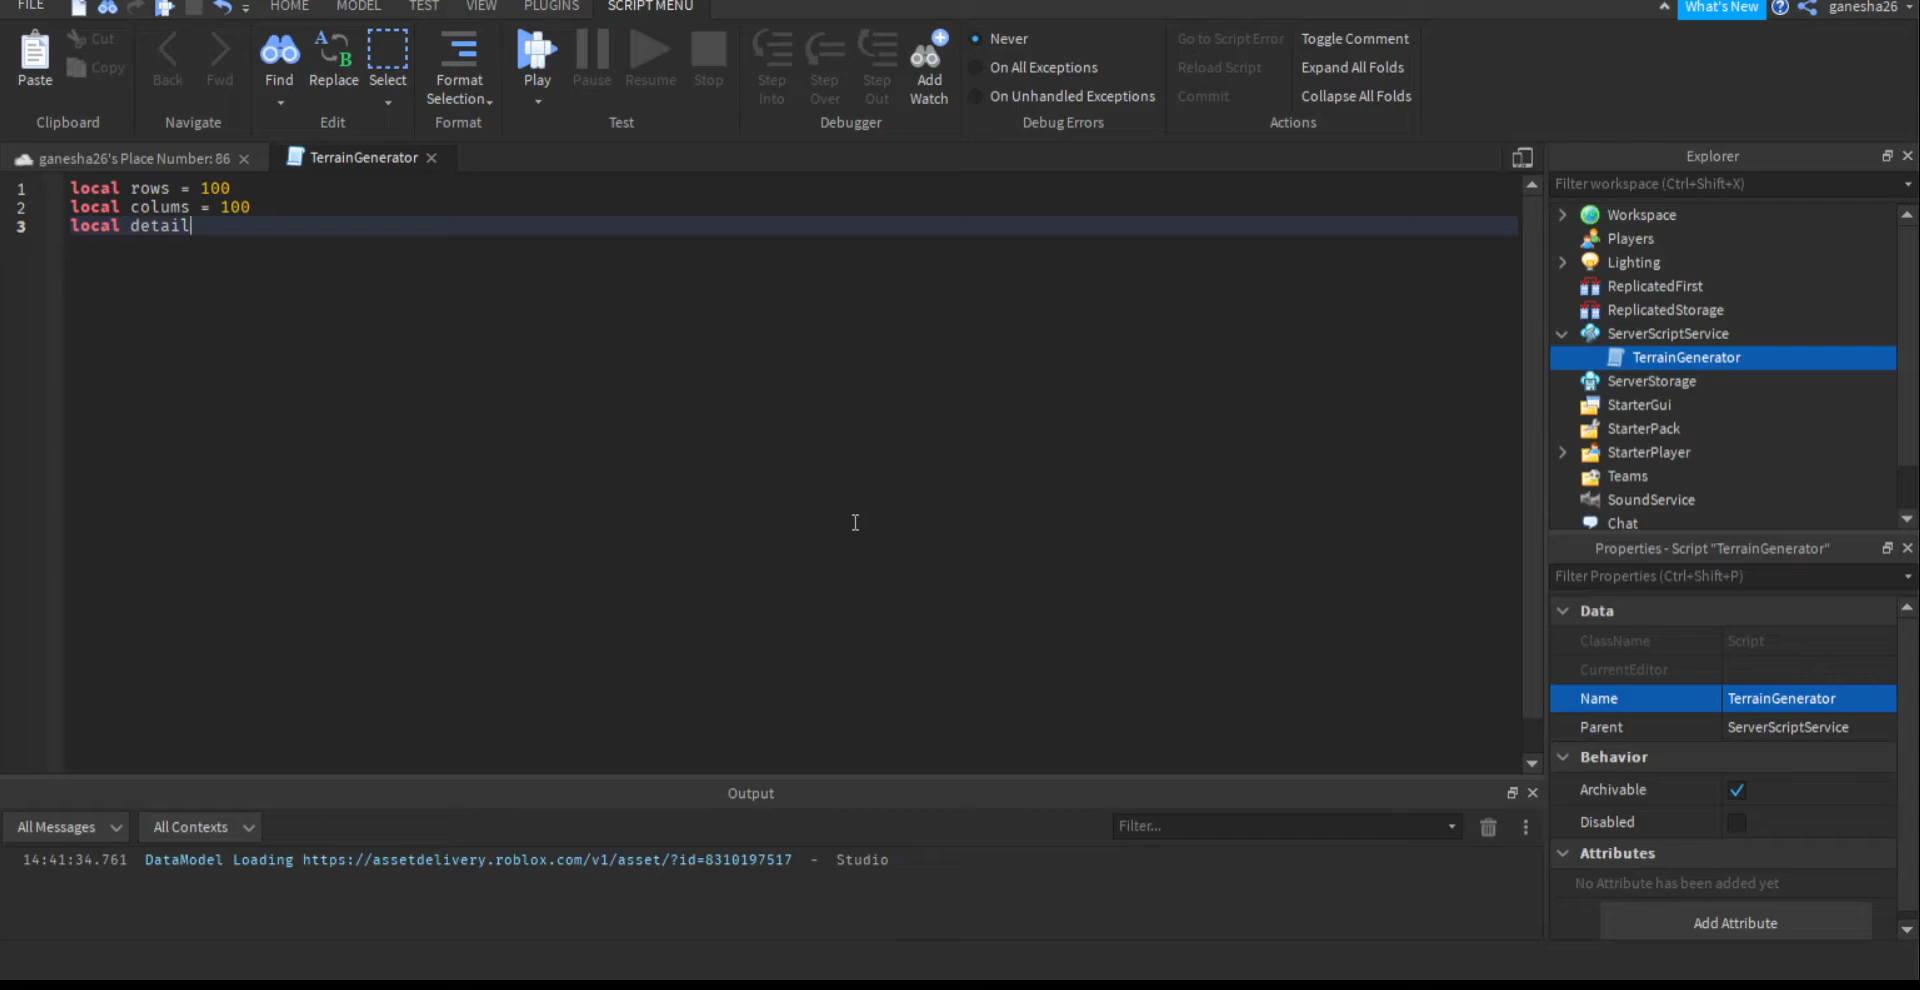 FILE HOME MODEL TEST VIEW PLUGINS SCRIPT MENU What's New ganesha26
Paste Cut Copy Back Fwd Find Replace Select Format Selection Play Pause Resume Stop Step Into Step Over Step Out Add Watch
Never Go to Script Error Toggle Comment
On All Exceptions Reload Script Expand All Folds
On Unhandled Exceptions Commit Collapse All Folds
Clipboard Navigate Edit Format Test Debugger Debug Errors Actions
ganesha26's Place Number: 86 TerrainGenerator
1 local rows = 100
2 local colums = 100
3 local detail
Explorer
Filter workspace (Ctrl+Shift+X)
Workspace
Players
Lighting
ReplicatedFirst
ReplicatedStorage
ServerScriptService
TerrainGenerator
ServerStorage
StarterGui
StarterPack
StarterPlayer
Teams
SoundService
Chat
Properties - Script "TerrainGenerator"
Filter Properties (Ctrl+Shift+P)
Data
ClassName Script
CurrentEditor
Name TerrainGenerator
Parent ServerScriptService
Behavior
Archivable
Disabled
Attributes
No Attribute has been added yet
Add Attribute
Output
All Messages All Contexts Filter...
14:41:34.761 DataModel Loading https://assetdelivery.roblox.com/v1/asset/?id=8310197517 - Studio